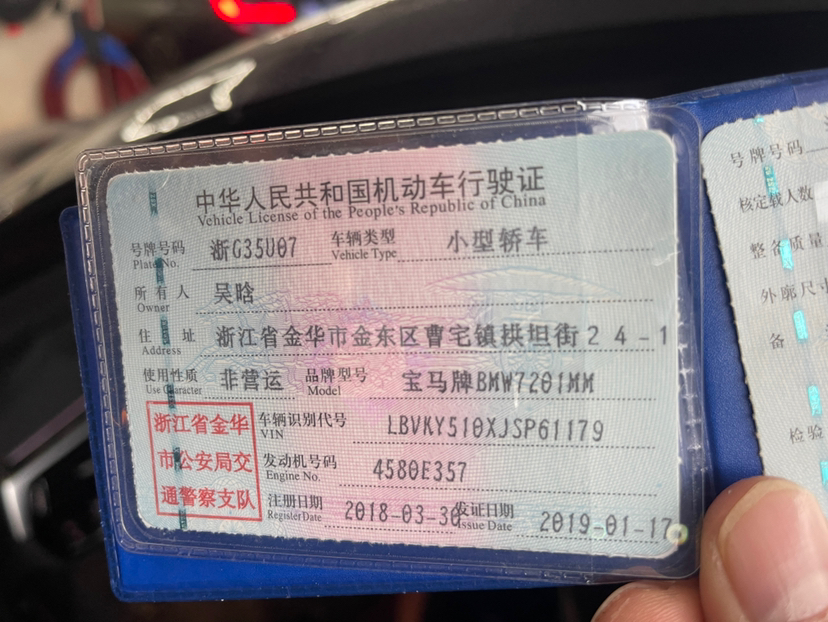 中华人民共和国机动车行驶证
Vehicle License of the People's Republic of China
号牌号码 浙G35U07 车辆类型 小型轿车
Plate No. Vehicle Type
所有人 吴晗
Owner
住址 浙江省金华市金东区曹宅镇拱坦街24-1
Address
使用性质 非营运 品牌型号 宝马牌BMW7201MM
Use Character Model
浙江省金华
市公安局交
通警察支队
车辆识别代号 LBVKY510XJSP61179
VIN
发动机号码 4580E357
Engine No.
注册日期 2018-03-30 发证日期 2019-01-17
Register Date Issue Date
号牌号码
核定载人数
整备质量
外廓尺寸
备
检验